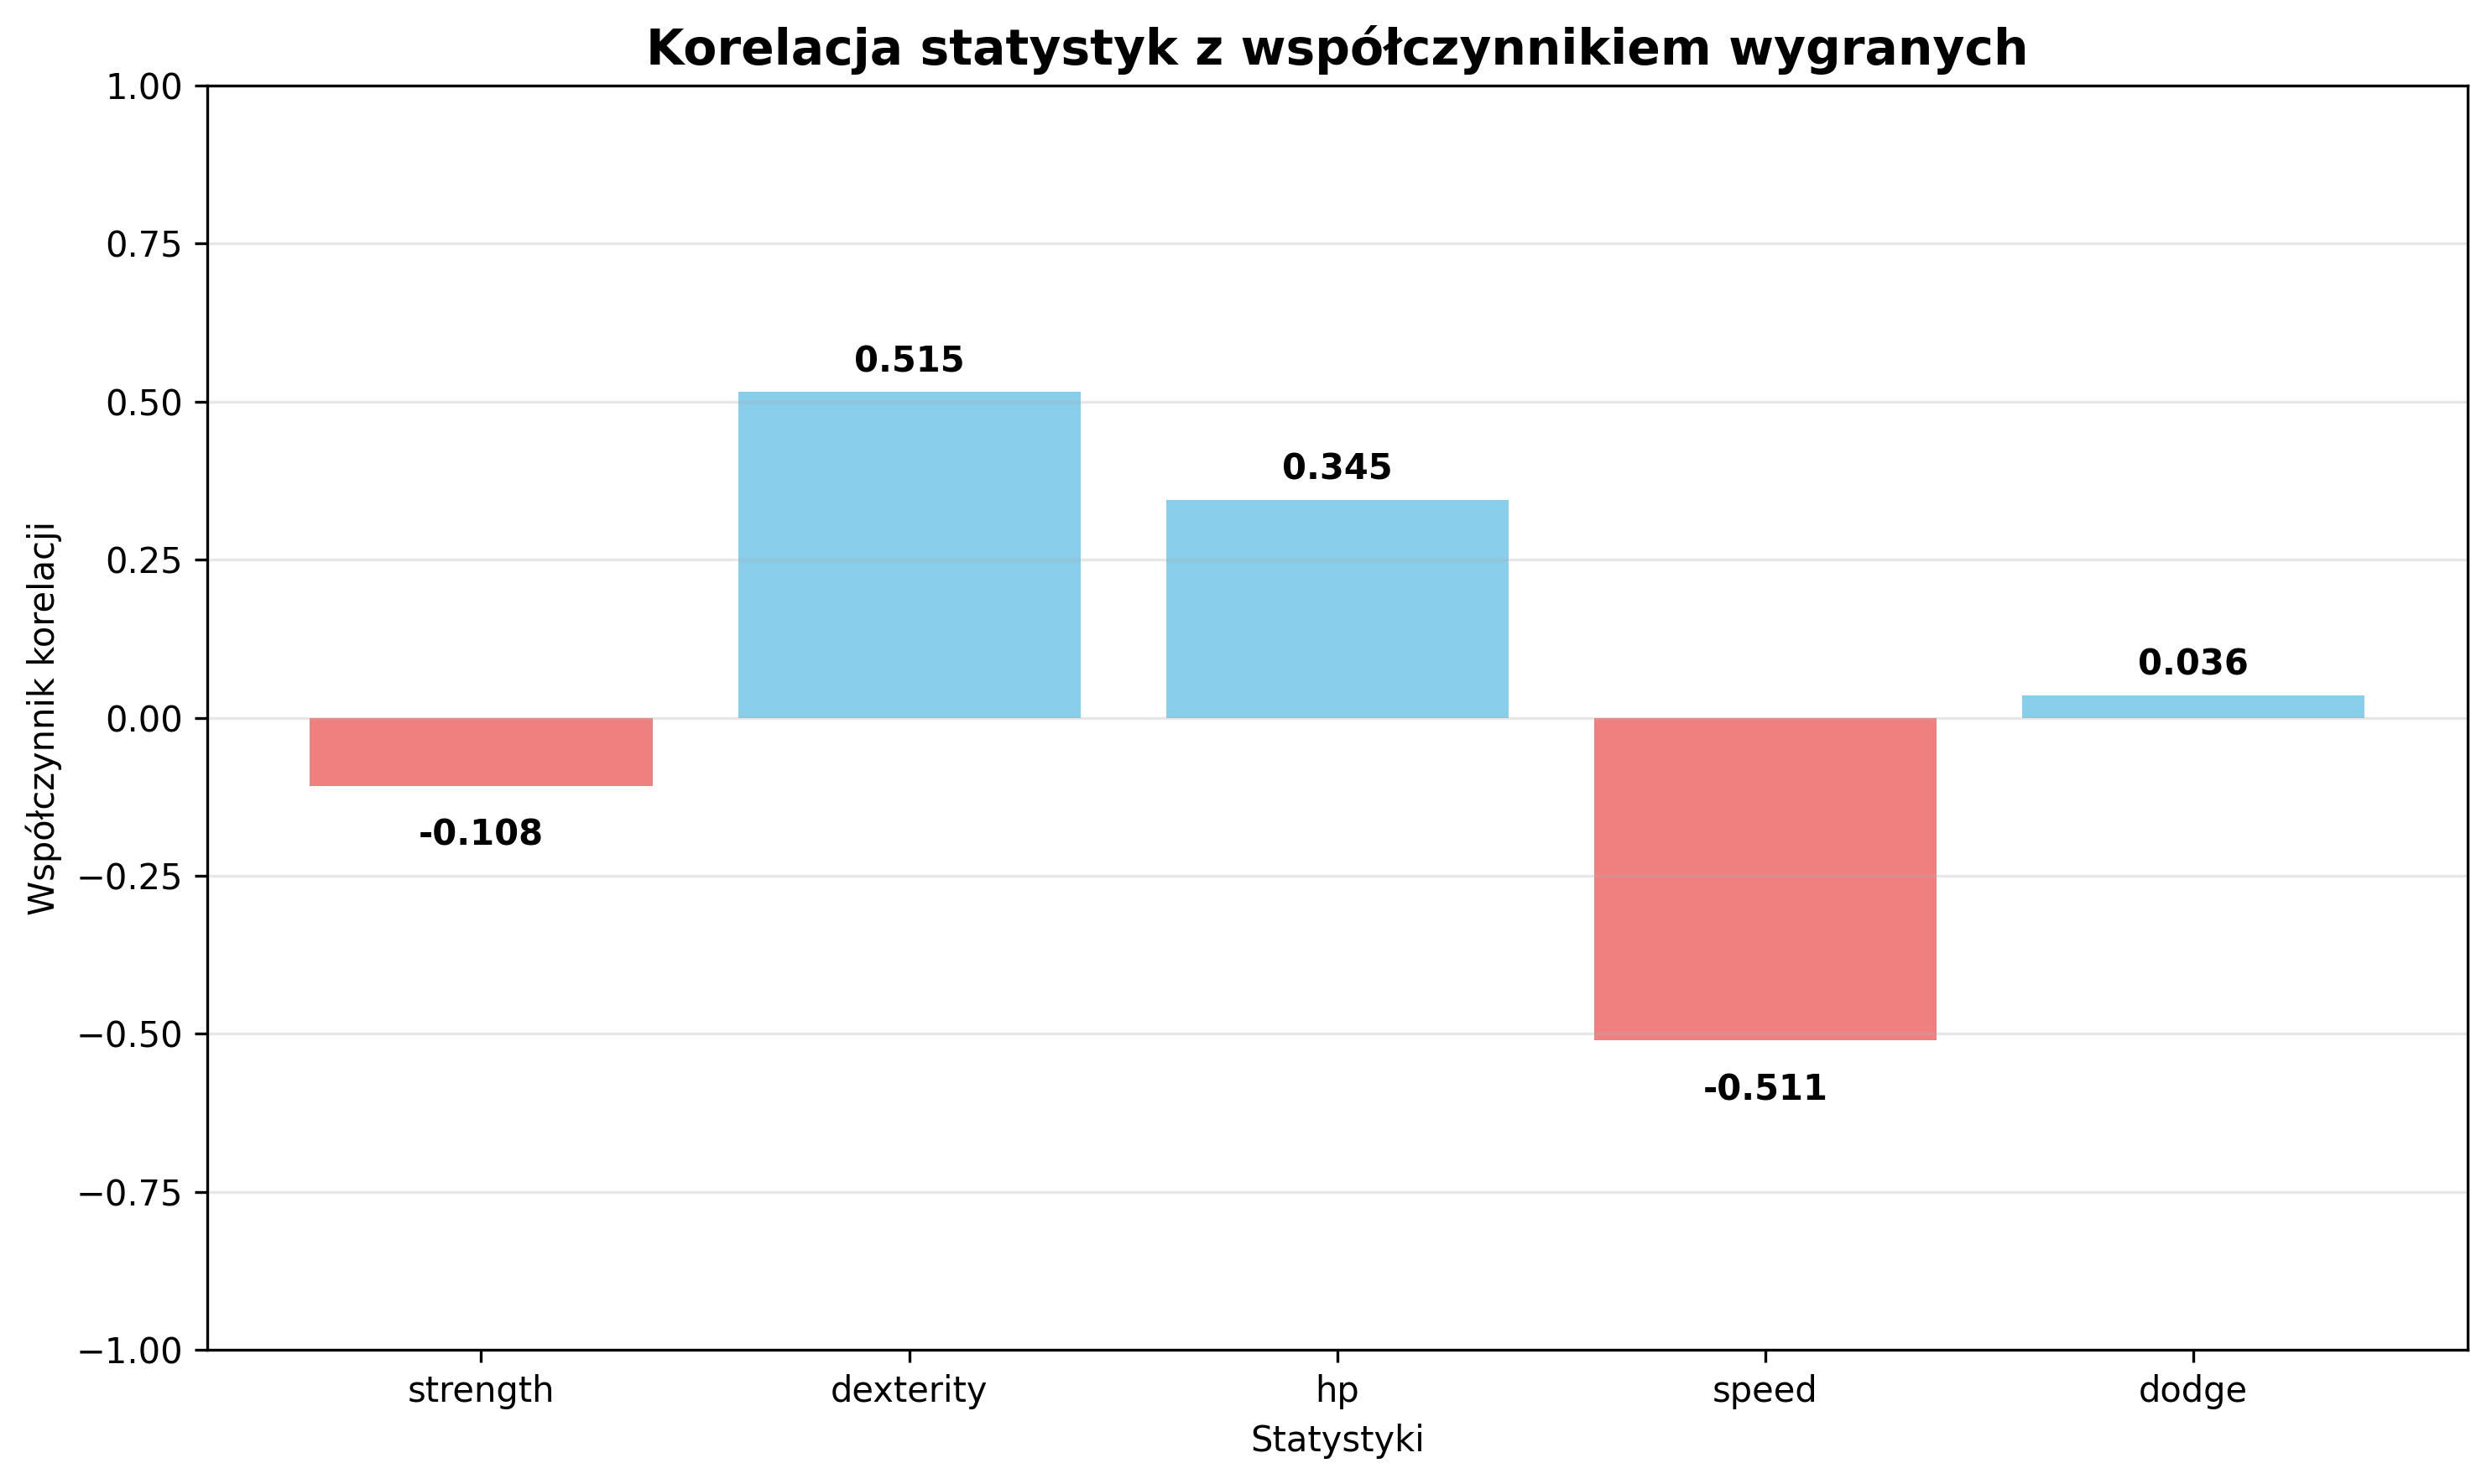 Korelacja statystyk z współczynnikiem wygranych
Współczynnik korelacji
1.00
0.75
0.50
0.25
0.00
−0.25
−0.50
−0.75
−1.00
-0.108
0.515
0.345
-0.511
0.036
strength
dexterity
hp
speed
dodge
Statystyki